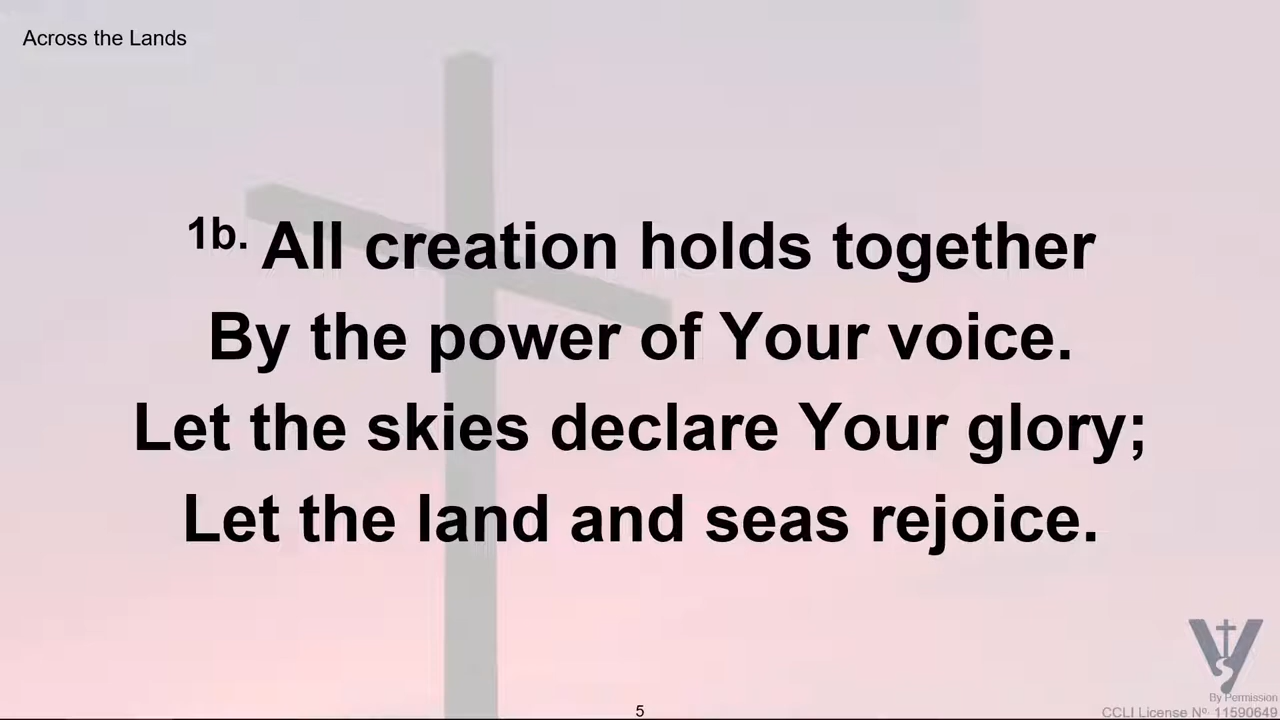 Across the Lands
1b. All creation holds together
By the power of Your voice.
Let the skies declare Your glory;
Let the land and seas rejoice.
By Permission
5
CCLI License Nº. 11590649